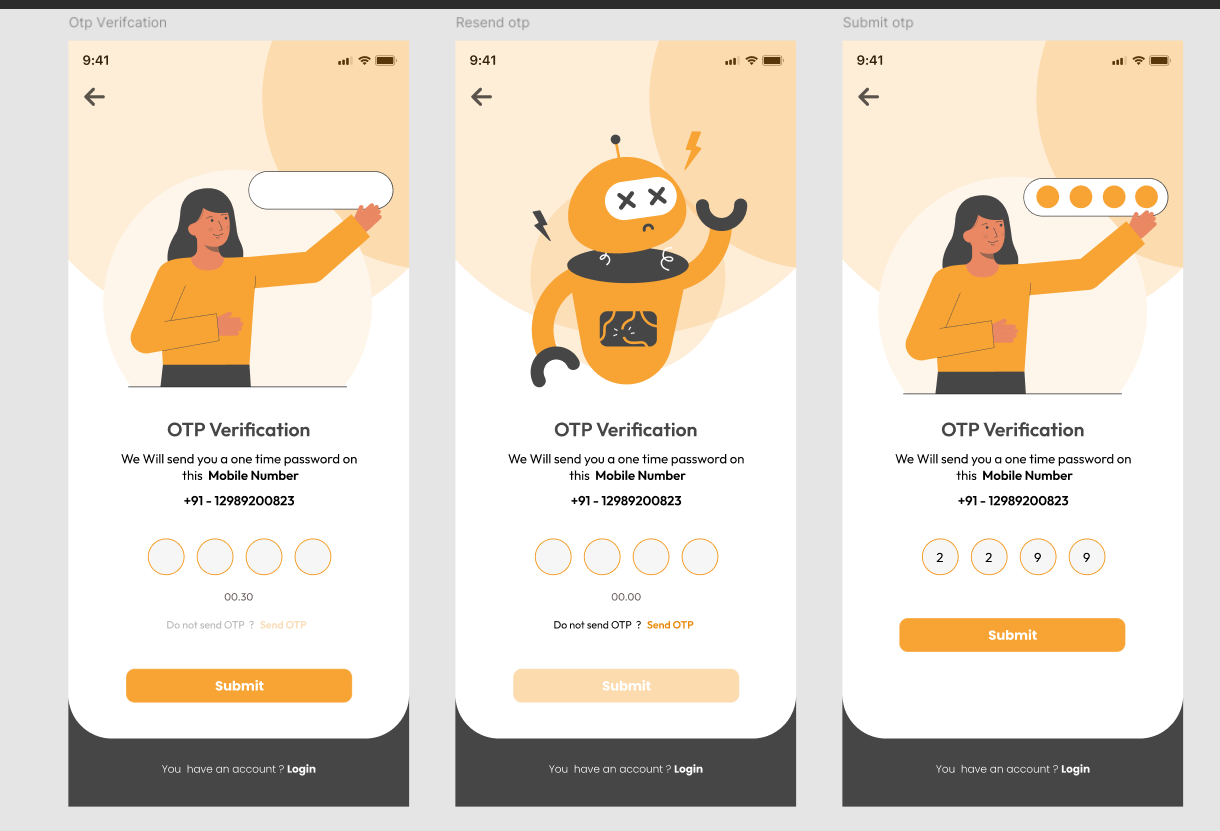 Otp Verifcation
9:41
OTP Verification
We Will send you a one time password on
this Mobile Number
+91 - 12989200823
00.30
Do not send OTP ? Send OTP
Submit
You have an account ? Login
Resend otp
9:41
OTP Verification
We Will send you a one time password on
this Mobile Number
+91 - 12989200823
00.00
Do not send OTP ? Send OTP
Submit
You have an account ? Login
Submit otp
9:41
OTP Verification
We Will send you a one time password on
this Mobile Number
+91 - 12989200823
2 2 9 9
Submit
You have an account ? Login